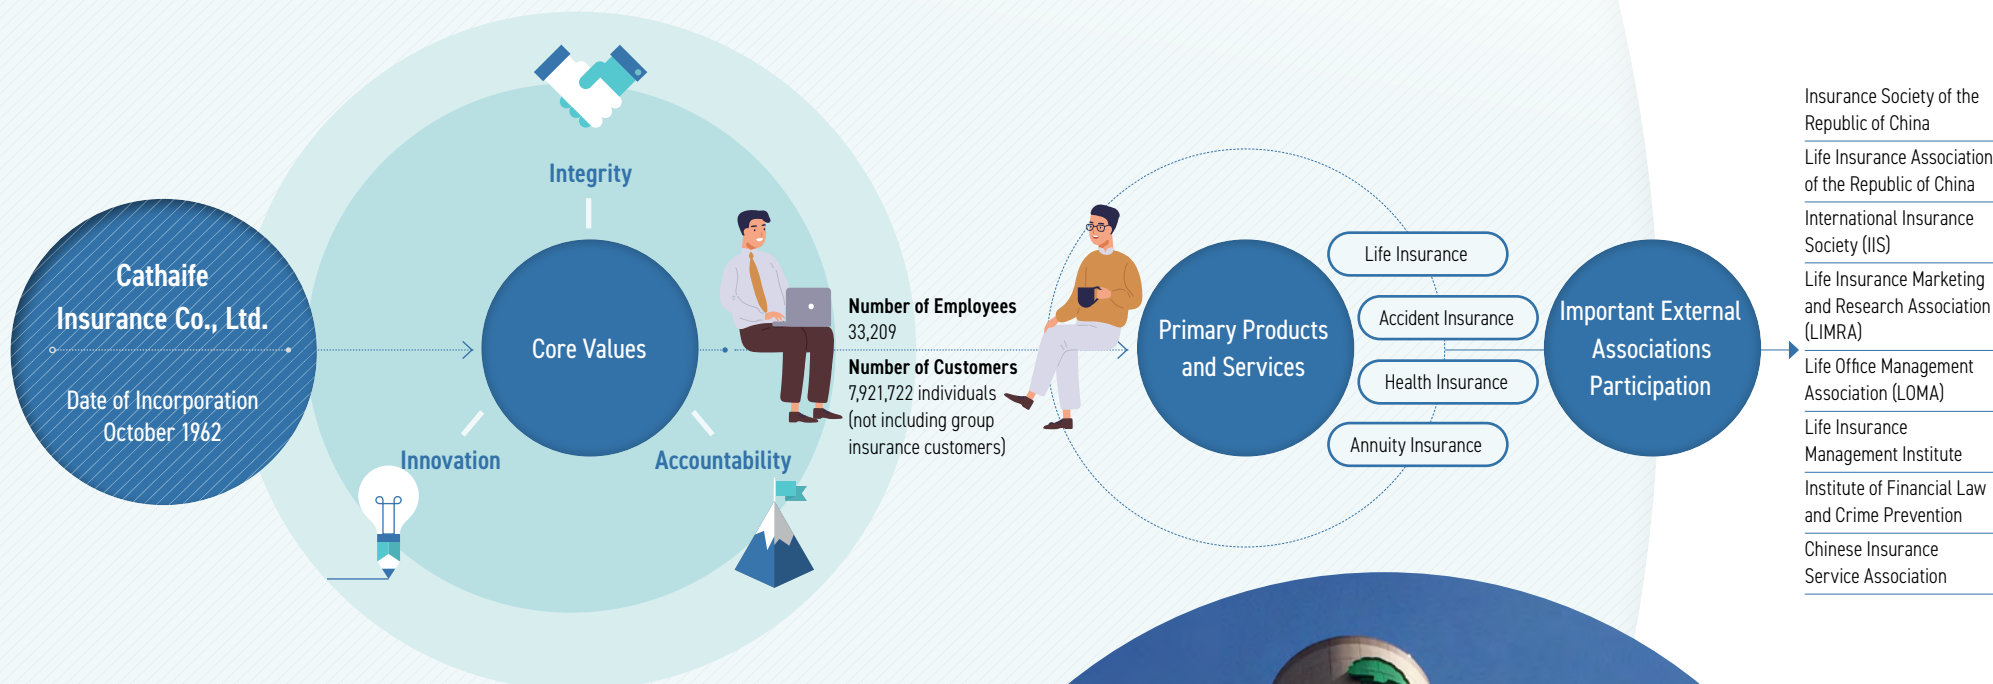 Cathaife
Insurance Co., Ltd.
Date of Incorporation
October 1962
Integrity
Core Values
Innovation
Accountability
Number of Employees
33,209
Number of Customers
7,921,722 individuals
(not including group
insurance customers)
Primary Products
and Services
Life Insurance
Accident Insurance
Health Insurance
Annuity Insurance
Important External
Associations
Participation
Insurance Society of the
Republic of China
Life Insurance Association
of the Republic of China
International Insurance
Society (IIS)
Life Insurance Marketing
and Research Association
(LIMRA)
Life Office Management
Association (LOMA)
Life Insurance
Management Institute
Institute of Financial Law
and Crime Prevention
Chinese Insurance
Service Association